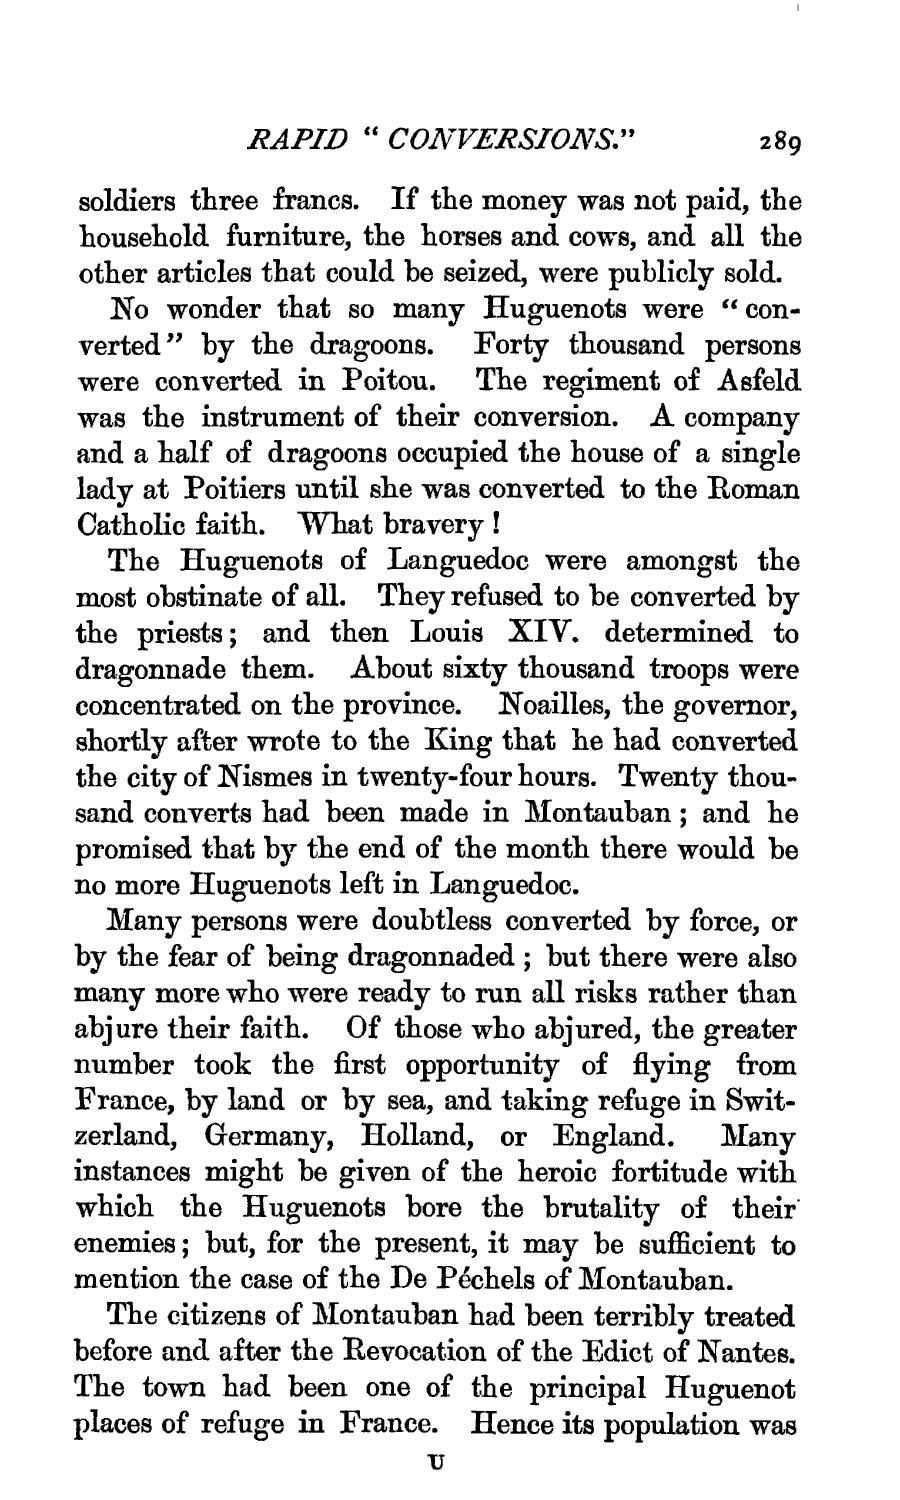 RAPID " CONVERSIONS." 289
soldiers three francs. If the money was not paid, the
household furniture, the horses and cows, and all the
other articles that could be seized, were publicly sold.
No wonder that so many Huguenots were " con-
verted " by the dragoons. Forty thousand persons
were converted in Poitou. The regiment of Asfeld
was the instrument of their conversion. A company
and a half of dragoons occupied the house of a single
lady at Poitiers until she was converted to the Roman
Catholic faith. What bravery !
The Huguenots of Languedoc were amongst the
most obstinate of all. They refused to be converted by
the priests ; and then Louis XIV. determined to
dragonnade them. About sixty thousand troops were
concentrated on the province. Noailles, the governor,
shortly after wrote to the King that he had converted
the city of Nismes in twenty-four hours. Twenty thou-
sand converts had been made in Montauban ; and he
promised that by the end of the month there would be
no more Huguenots left in Languedoc.
Many persons were doubtless converted by force, or
by the fear of being dragonnaded ; but there were also
many more who were ready to run all risks rather than
abjure their faith. Of those who abjured, the greater
number took the first opportunity of flying from
France, by land or by sea, and taking refuge in Swit-
zerland, Germany, Holland, or England. Many
instances might be given of the heroic fortitude with
which the Huguenots bore the brutality of their
enemies ; but, for the present, it may be sufficient to
mention the case of the De Péchels of Montauban.
The citizens of Montauban had been terribly treated
before and after the Revocation of the Edict of Nantes.
The town had been one of the principal Huguenot
places of refuge in France. Hence its population was
U